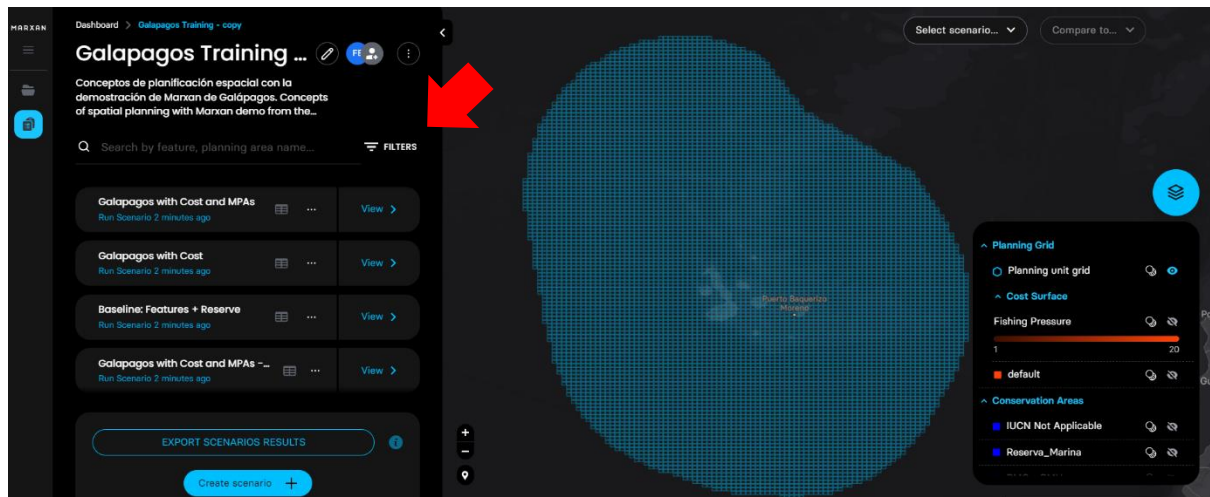 MARXAN
Dashboard > Galapagos Training - copy
Galapagos Training ...
FE
Conceptos de planificación espacial con la
demostración de Marxan de Galápagos. Concepts
of spatial planning with Marxan demo from the...
Search by feature, planning area name...
FILTERS
Galapagos with Cost and MPAs
Run Scenario 2 minutes ago
View >
Galapagos with Cost
Run Scenario 2 minutes ago
View >
Baseline: Features + Reserve
Run Scenario 2 minutes ago
View >
Galapagos with Cost and MPAs -...
Run Scenario 2 minutes ago
View >
EXPORT SCENARIOS RESULTS
Create scenario +
Select scenario...
Compare to...
Puerto Baquerizo
Moreno
Planning Grid
Planning unit grid
Cost Surface
Fishing Pressure
1 20
default
Conservation Areas
IUCN Not Applicable
Reserva_Marina